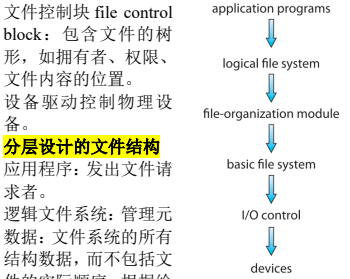 文件控制块 file control
block：包含文件的树
形，如拥有者、权限、
文件内容的位置。
设备驱动控制物理设
备。
分层设计的文件结构
应用程序：发出文件请
求者。
逻辑文件系统：管理元
数据：文件系统的所有
结构数据，而不包括文
application programs
logical file system
file-organization module
basic file system
I/O control
devices